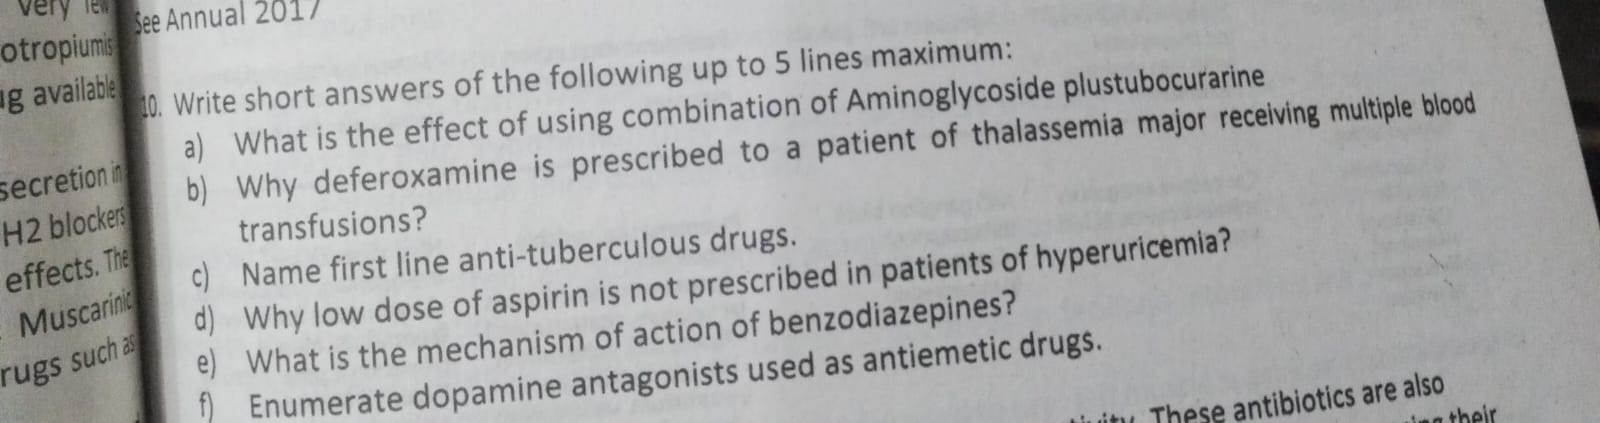 very few
otropiumis
ug available
secretion in
H2 blockers
effects. The
Muscarinic
rugs such as
See Annual 2017
10. Write short answers of the following up to 5 lines maximum:
a) What is the effect of using combination of Aminoglycoside plustubocurarine
b) Why deferoxamine is prescribed to a patient of thalassemia major receiving multiple blood
transfusions?
c) Name first line anti-tuberculous drugs.
d) Why low dose of aspirin is not prescribed in patients of hyperuricemia?
e) What is the mechanism of action of benzodiazepines?
f) Enumerate dopamine antagonists used as antiemetic drugs.
These antibiotics are also
their